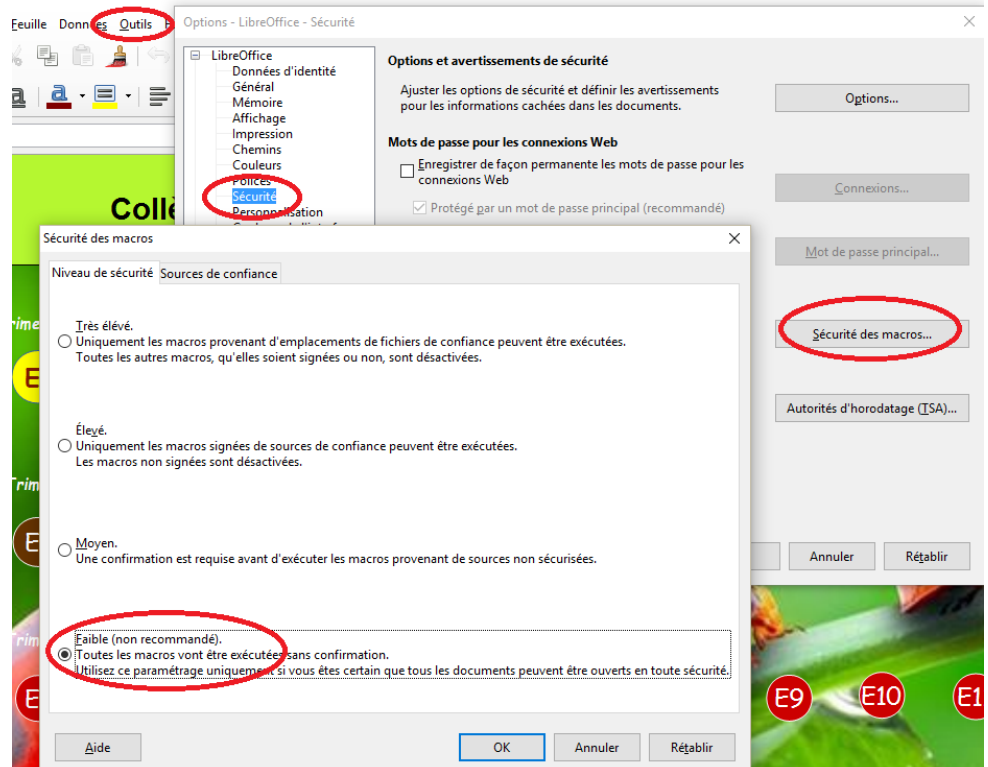 Feuille Données Outils
Options - LibreOffice - Sécurité
LibreOffice
Données d'identité
Général
Mémoire
Affichage
Impression
Chemins
Couleurs
Polices
Sécurité
Personnalisation
Options et avertissements de sécurité
Ajuster les options de sécurité et définir les avertissements
pour les informations cachées dans les documents.
Options...
Mots de passe pour les connexions Web
Enregistrer de façon permanente les mots de passe pour les
connexions Web
Connexions...
Protégé par un mot de passe principal (recommandé)
Mot de passe principal...
Sécurité des macros...
Autorités d'horodatage (TSA)...
Annuler
Rétablir
Sécurité des macros
Niveau de sécurité
Sources de confiance
Très élévé.
Uniquement les macros provenant d'emplacements de fichiers de confiance peuvent être exécutées.
Toutes les autres macros, qu'elles soient signées ou non, sont désactivées.
Élevé.
Uniquement les macros signées de sources de confiance peuvent être exécutées.
Les macros non signées sont désactivées.
Moyen.
Une confirmation est requise avant d'exécuter les macros provenant de sources non sécurisées.
Faible (non recommandé).
Toutes les macros vont être exécutées sans confirmation.
Utilisez ce paramétrage uniquement si vous êtes certain que tous les documents peuvent être ouverts en toute sécurité.
Aide
OK
Annuler
Rétablir
E9
E10